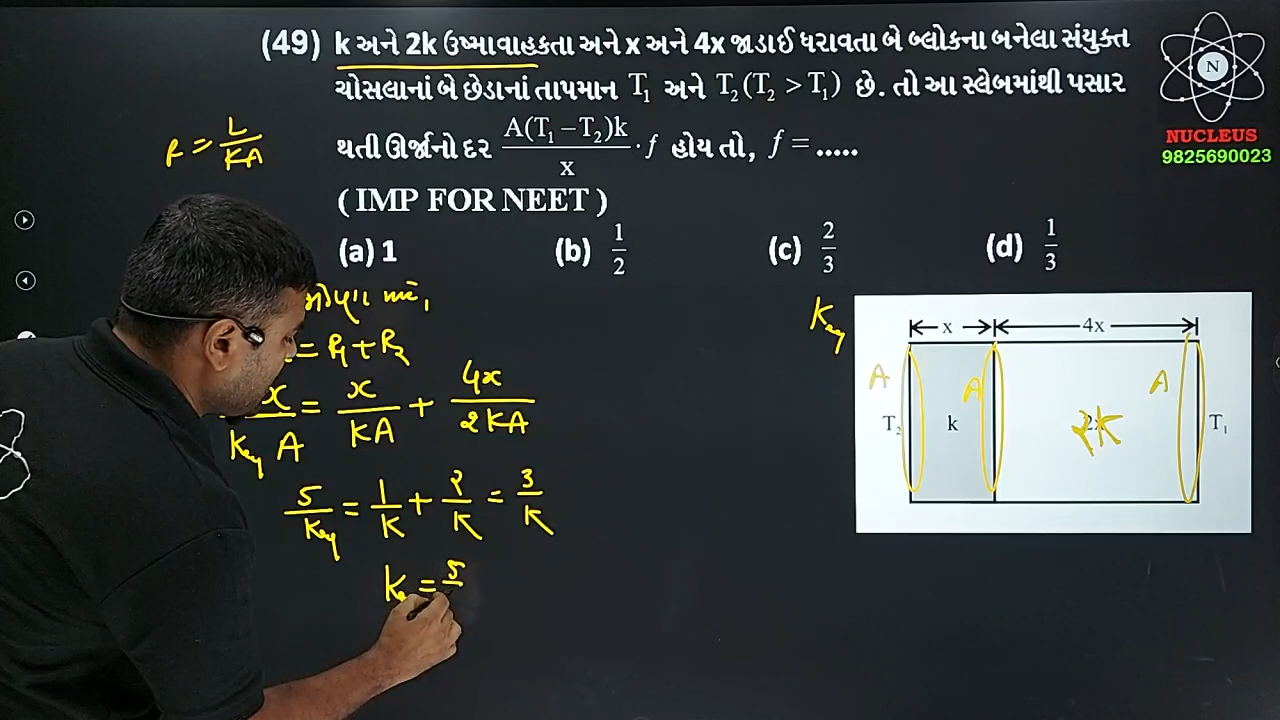 (49) k અને 2k ઉષ્માવાહકતા અને x અને 4x જાડાઈ ધરાવતા બે બ્લોકના બનેલા સંયુક્ત
ચોસલાનાં બે છેડાનાં તાપમાન T₁ અને T₂(T₂ > T₁) છે. તો આ સ્લેબમાંથી પસાર
થતી ઊર્જાનો દર A(T₁ – T₂)k / x · f હોય તો, f = .....
( IMP FOR NEET )
(a) 1 (b) 1/2 (c) 2/3 (d) 1/3
N
NUCLEUS
9825690023
R = L/KA
= R₁ + R₂
x / Keq A = x/KA + 4x/2KA
5/Keq = 1/K + 2/K = 3/K
K = 5
Keq
x 4x
A A A
T₂ k 2K T₁